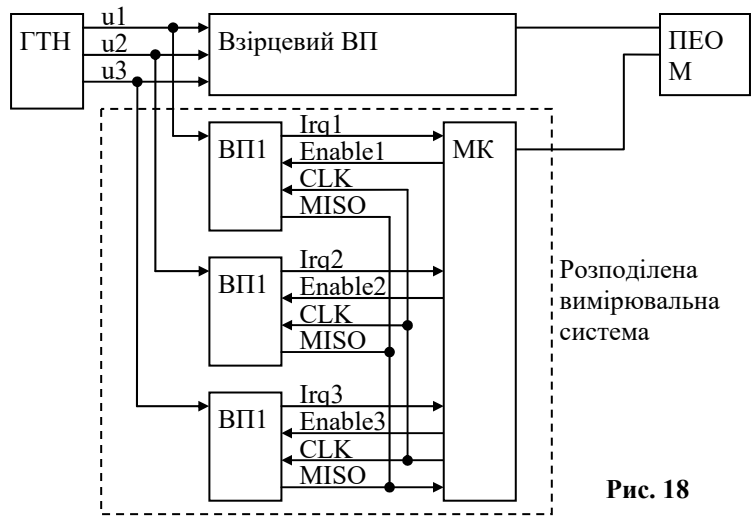 ГТН
u1
u2
u3
Взірцевий ВП
ПЕО
М
ВП1
Irq1
Enable1
CLK
MISO
МК
ВП1
Irq2
Enable2
CLK
MISO
ВП1
Irq3
Enable3
CLK
MISO
Розподілена
вимірювальна
система
Рис. 18